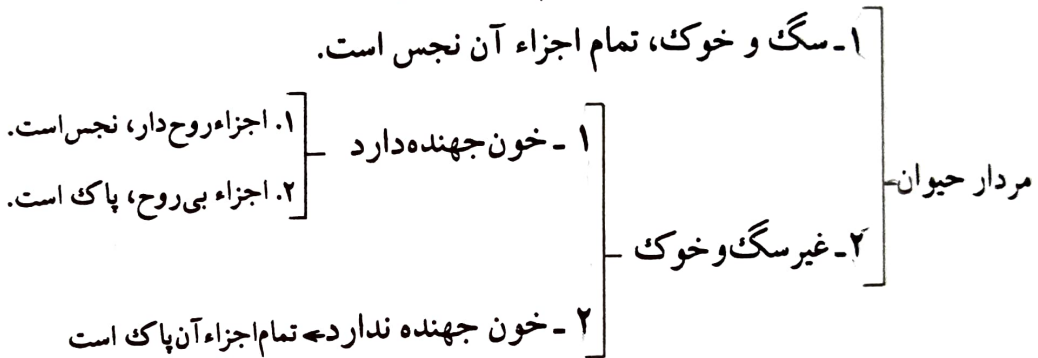 مردار حیوان
۱ـ سگ و خوک، تمام اجزاء آن نجس است.
۲ـ غیر سگ و خوک
۱ ـ خون جهنده دارد
۱. اجزاء روح‌دار، نجس است.
۲. اجزاء بی‌روح، پاک است.
۲ ـ خون جهنده ندارد ⇐ تمام اجزاء آن پاک است